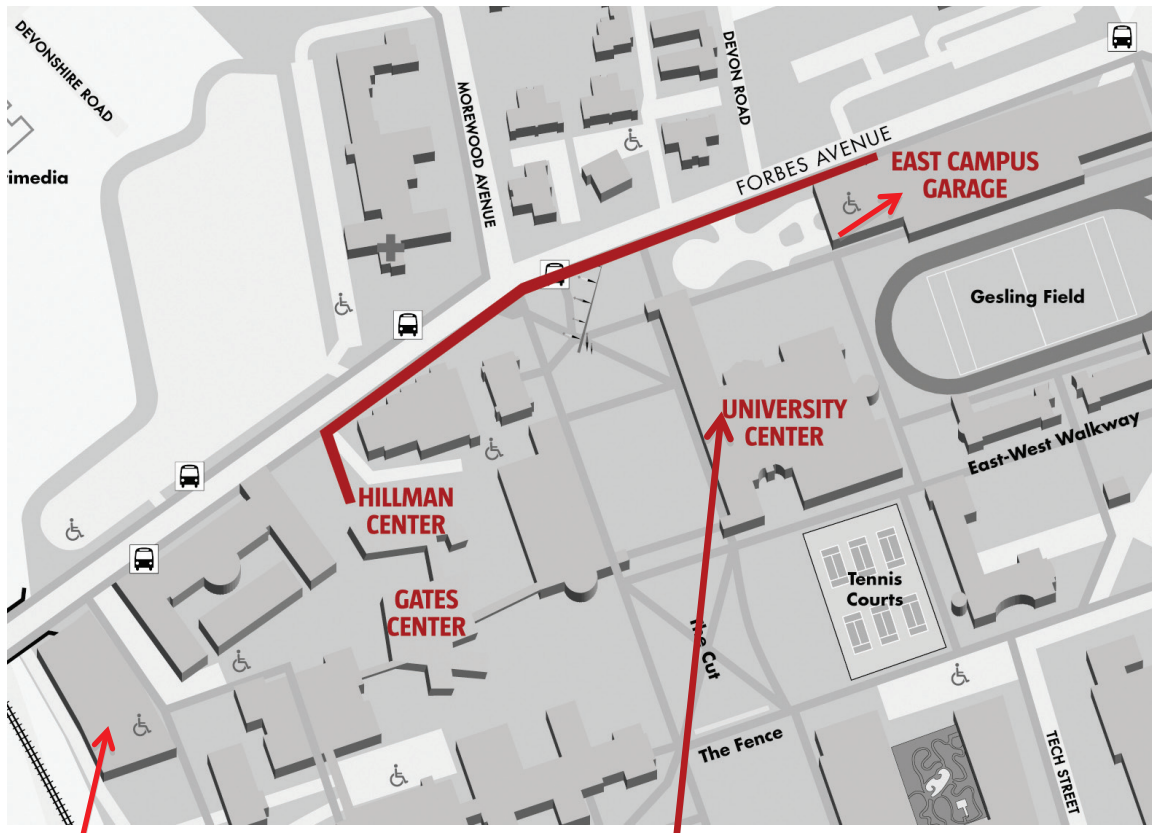 DEVONSHIRE ROAD
rimedia
MOREWOOD AVENUE
DEVON ROAD
FORBES AVENUE
EAST CAMPUS
GARAGE
Gesling Field
UNIVERSITY
CENTER
East-West Walkway
HILLMAN
CENTER
GATES
CENTER
Tennis
Courts
The Cut
The Fence
TECH STREET